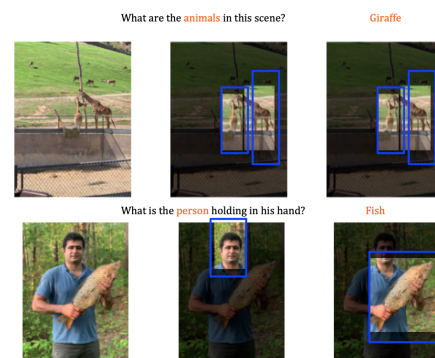 What are the animals in this scene? Giraffe
What is the person holding in his hand? Fish